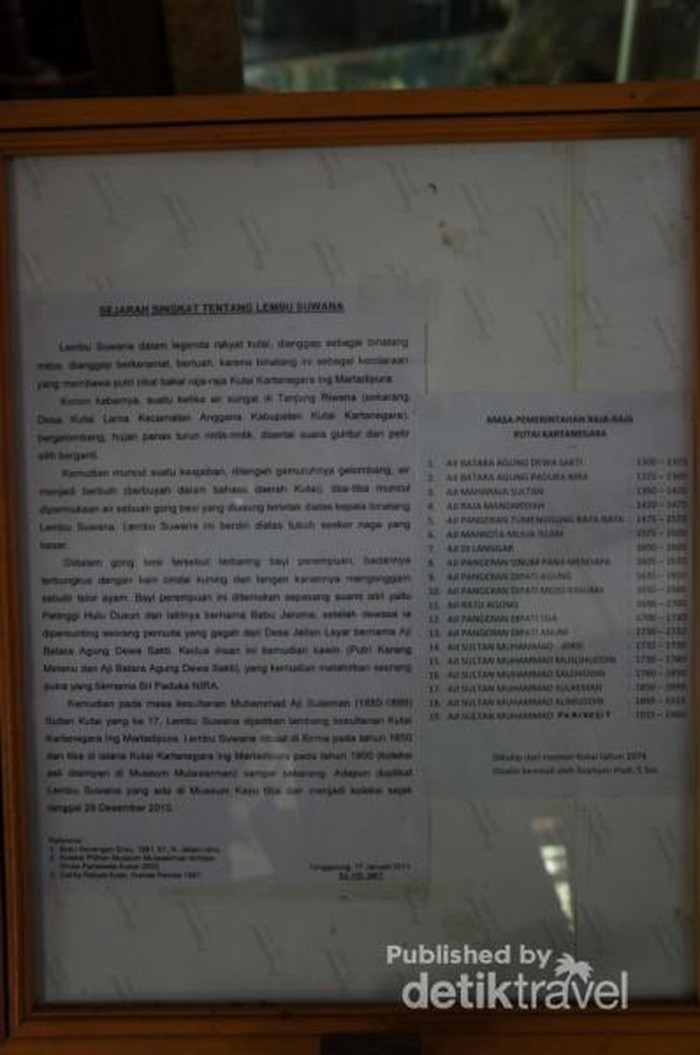 SEJARAH SINGKAT TENTANG LEMBU SUWANA
Lembu Suwana dalam legenda rakyat kutai, dianggap sebagai binatang
mitos, dianggap berkeramat, bertuah, karena binatang ini sebagai kendaraan
yang membawa putri cikal bakal raja-raja Kutai Kartanegara Ing Martadipura.
Konon kabarnya, suatu ketika air sungai di Tanjung Riwana (sekarang
Desa Kutai Lama Kecamatan Anggana Kabupaten Kutai Kartanegara),
bergelombang, hujan panas turun rintik-rintik, disertai suara guntur dan petir
silih berganti.
Kemudian muncul suatu keajaiban, ditengah gemuruhnya gelombang, air
menjadi berbuih (berbuyah dalam bahasa daerah Kutai), tiba-tiba muncul
dipermukaan air sebuah gong besi yang diusung terletak diatas kepala binatang
Lembu Suwana. Lembu Suwana ini berdiri diatas tubuh seekor naga yang
besar.
Didalam gong besi tersebut terbaring bayi perempuan, badannya
terbungkus dengan kain cindai kuning dan tangan kanannya menggenggam
sebutir telor ayam. Bayi perempuan ini ditemukan sepasang suami istri yaitu
Petinggi Hulu Dusun dan istrinya bernama Babu Jaruma, setelah dewasa ia
dipersunting seorang pemuda yang gagah dari Desa Jaitan Layar bernama Aji
Batara Agung Dewa Sakti. Kedua insan ini kemudian kawin (Putri Karang
Melenu dan Aji Batara Agung Dewa Sakti), yang kemudian melahirkan seorang
putra yang bernama Sri Paduka NIRA.
Kemudian pada masa kesultanan Muhammad Aji Sulaiman
Sultan Kutai yang ke 17, Lembu Suwana dijadikan lambang kesultanan Kutai
Kartanegara Ing Martadipura. Lembu Suwana dibuat di Birma pada tahun 1850
dan tiba di istana Kutai Kartanegara Ing Martadipura pada tahun 1900 (koleksi
asli disimpan di Museum Mulawarman) sampai sekarang. Adapun duplikat
Lembu Suwana yang ada di Museum Kayu tiba dan menjadi koleksi sejak
tanggal 28 Desember 2010.
MASA PEMERINTAHAN RAJA-RAJA
KUTAI KARTANEGARA
1. AJI BATARA AGUNG DEWA SAKTI
2. AJI BATARA AGUNG PADUKA NIRA
3. AJI MAHARAJA SULTAN
4. AJI RAJA MANDARSYAH
5. AJI PANGERAN TUMENGGUNG BAYA-BAYA
6. AJI MAHKOTA MULIA ISLAM
7. AJI DI LANGGAR
8. AJI PANGERAN SINUM PANJI MENDAPA
9. AJI PANGERAN DIPATI AGUNG
10. AJI PANGERAN DIPATI MOJO KASUMA
11. AJI RATU AGUNG
12. AJI PANGERAN DIPATI TUA
13. AJI PANGERAN DIPATI ANUM
14. AJI SULTAN MUHAMMAD IDRIS
15. AJI SULTAN MUHAMMAD MUSLIHUDDIN
16. AJI SULTAN MUHAMMAD SALEHUDDIN
17. AJI SULTAN MUHAMMAD SULAEMAN
18. AJI SULTAN MUHAMMAD ALIMUDDIN
19. AJI SULTAN MUHAMMAD PARIKESIT
Dikutip dari Kutai tahun
Disalin kembali oleh
Tenggarong, 17 Januari 2011
Published by
detiktravel